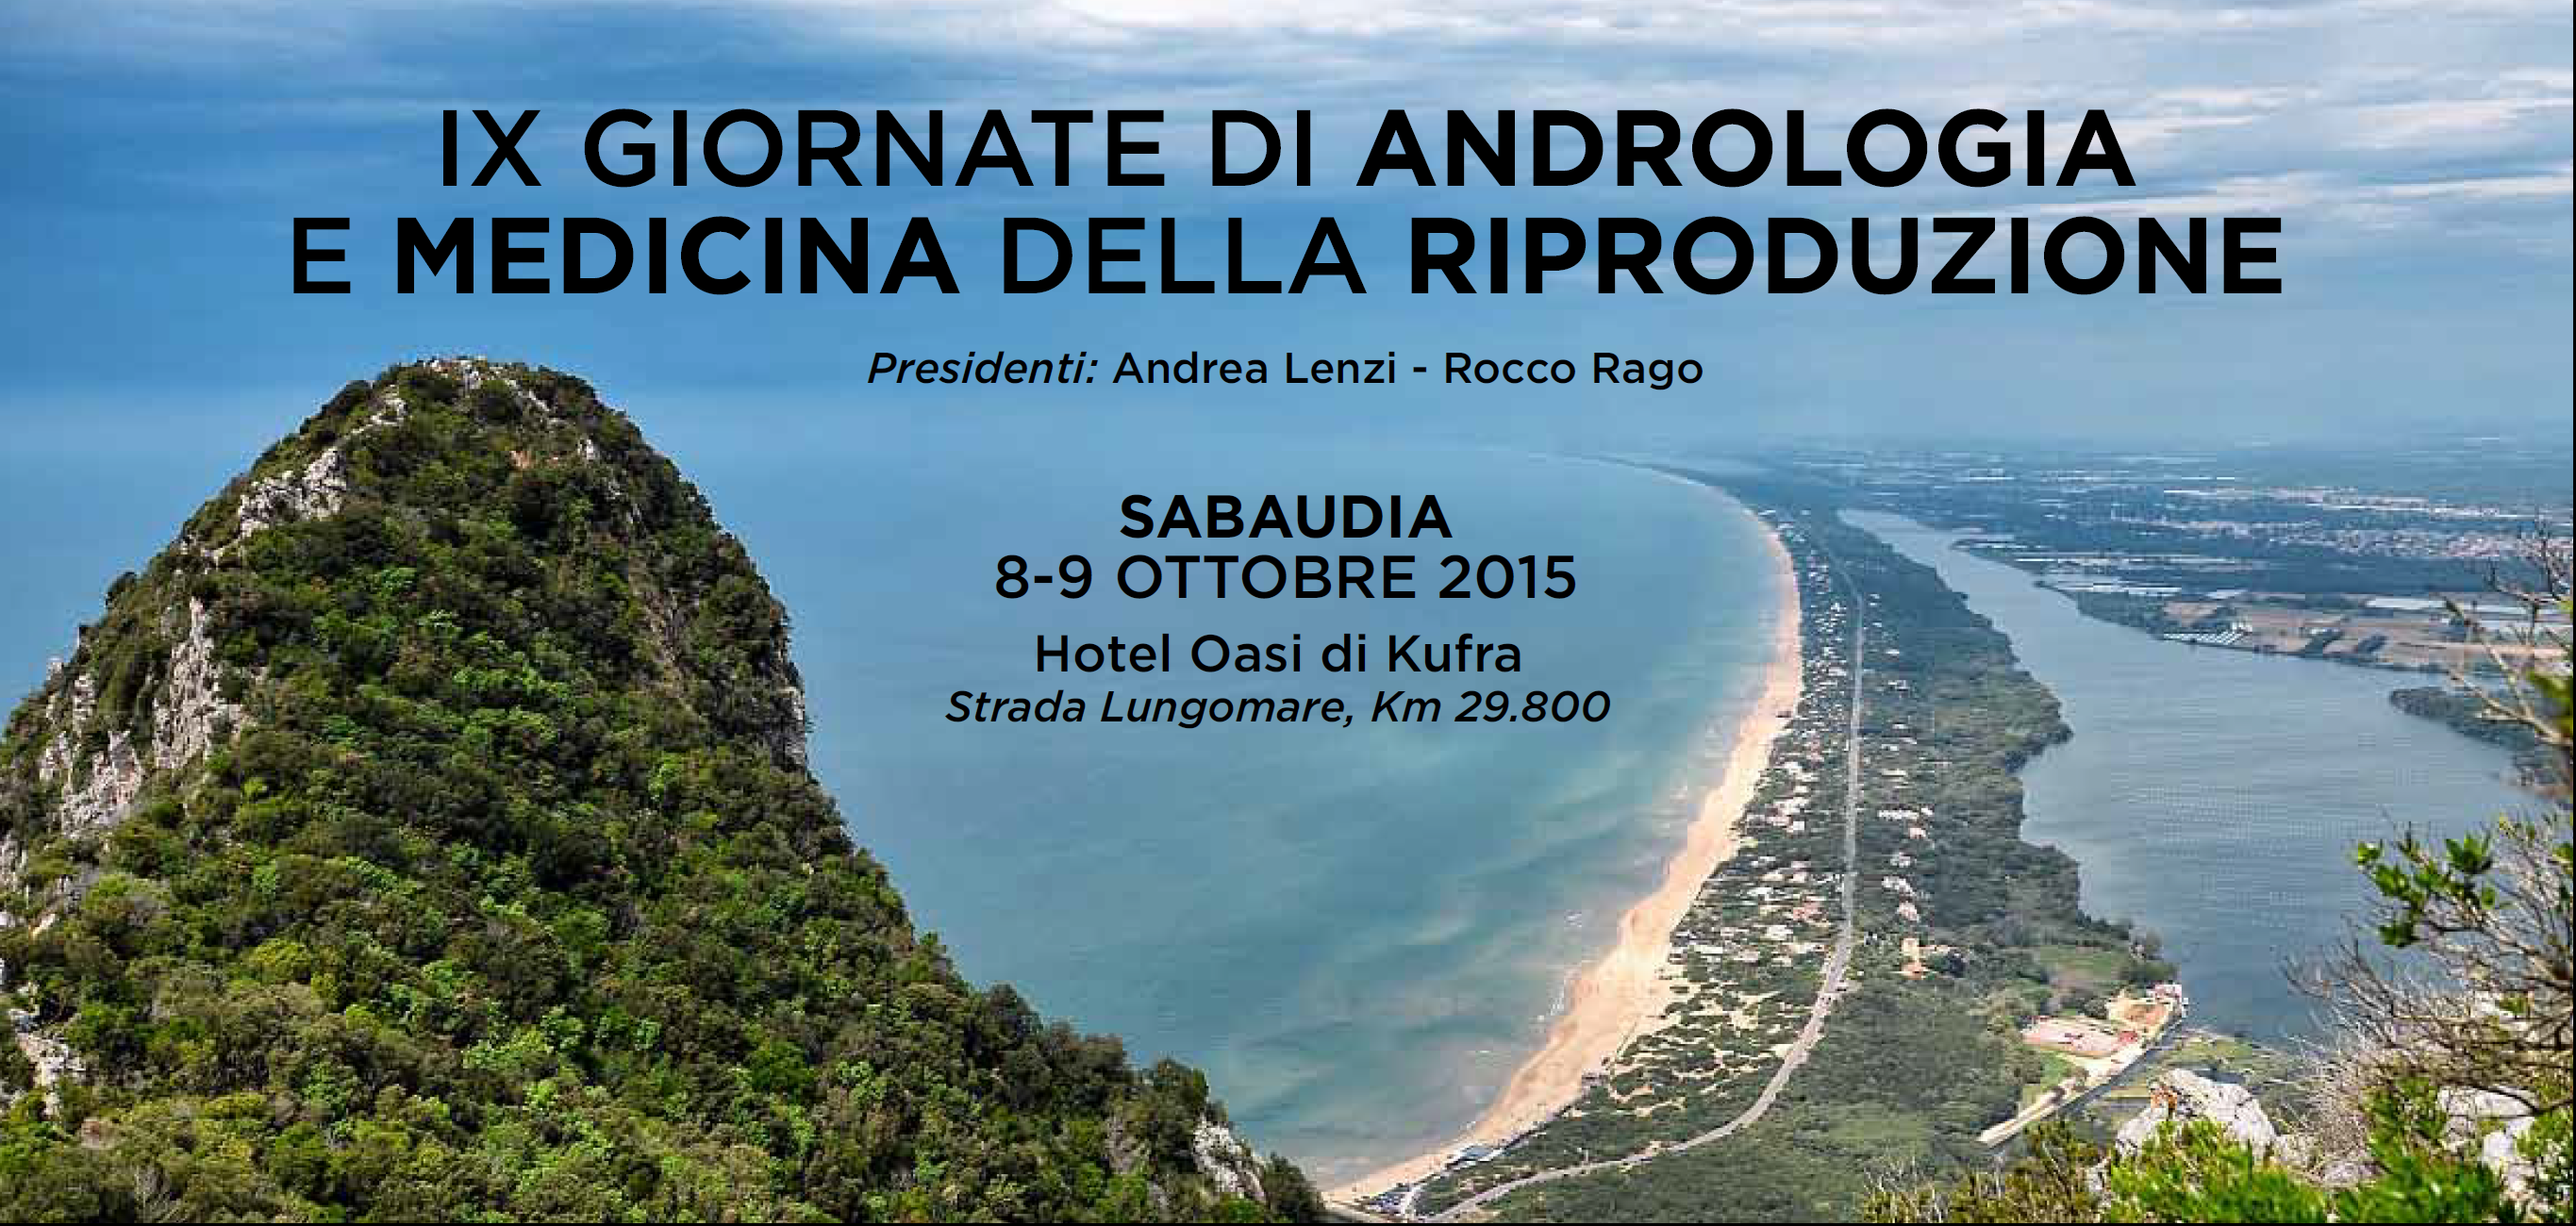 IX GIORNATE DI ANDROLOGIA
E MEDICINA DELLA RIPRODUZIONE
Presidenti: Andrea Lenzi - Rocco Rago
SABAUDIA
8-9 OTTOBRE 2015
Hotel Oasi di Kufra
Strada Lungomare, Km 29.800